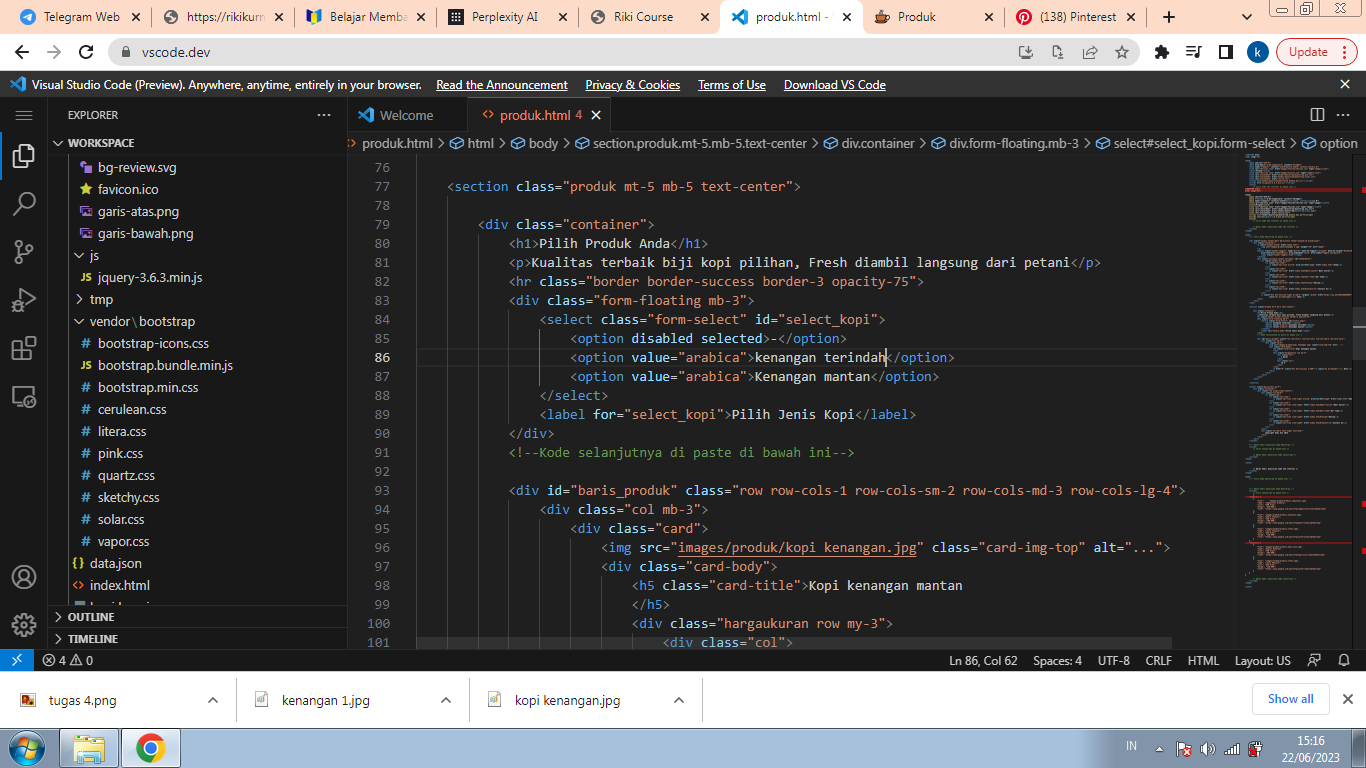 Telegram Web
https://rikikurn
Belajar Memba
Perplexity AI
Riki Course
produk.html -
Produk
(138) Pinterest
vscode.dev
k
Update
Visual Studio Code (Preview). Anywhere, anytime, entirely in your browser. Read the Announcement Privacy & Cookies Terms of Use Download VS Code
EXPLORER
WORKSPACE
bg-review.svg
favicon.ico
garis-atas.png
garis-bawah.png
js
JS jquery-3.6.3.min.js
tmp
vendor\bootstrap
# bootstrap-icons.css
JS bootstrap.bundle.min.js
# bootstrap.min.css
# cerulean.css
# litera.css
# pink.css
# quartz.css
# sketchy.css
# solar.css
# vapor.css
{} data.json
<> index.html
OUTLINE
TIMELINE
Welcome
<> produk.html 4
produk.html > html > body > section.produk.mt-5.mb-5.text-center > div.container > div.form-floating.mb-3 > select#select_kopi.form-select > option
76
77 <section class="produk mt-5 mb-5 text-center">
78
79 <div class="container">
80 <h1>Pilih Produk Anda</h1>
81 <p>Kualitas terbaik biji kopi pilihan, Fresh diambil langsung dari petani</p>
82 <hr class="border border-success border-3 opacity-75">
83 <div class="form-floating mb-3">
84 <select class="form-select" id="select_kopi">
85 <option disabled selected>-</option>
86 <option value="arabica">kenangan terindah</option>
87 <option value="arabica">Kenangan mantan</option>
88 </select>
89 <label for="select_kopi">Pilih Jenis Kopi</label>
90 </div>
91 <!--Kode selanjutnya di paste di bawah ini-->
92
93 <div id="baris_produk" class="row row-cols-1 row-cols-sm-2 row-cols-md-3 row-cols-lg-4">
94 <div class="col mb-3">
95 <div class="card">
96 <img src="images/produk/kopi kenangan.jpg" class="card-img-top" alt="...">
97 <div class="card-body">
98 <h5 class="card-title">Kopi kenangan mantan
99 </h5>
100 <div class="hargaukuran row my-3">
101 <div class="col">
4 0
Ln 86, Col 62 Spaces: 4 UTF-8 CRLF HTML Layout: US
tugas 4.png
kenangan 1.jpg
kopi kenangan.jpg
Show all
IN
15:16
22/06/2023